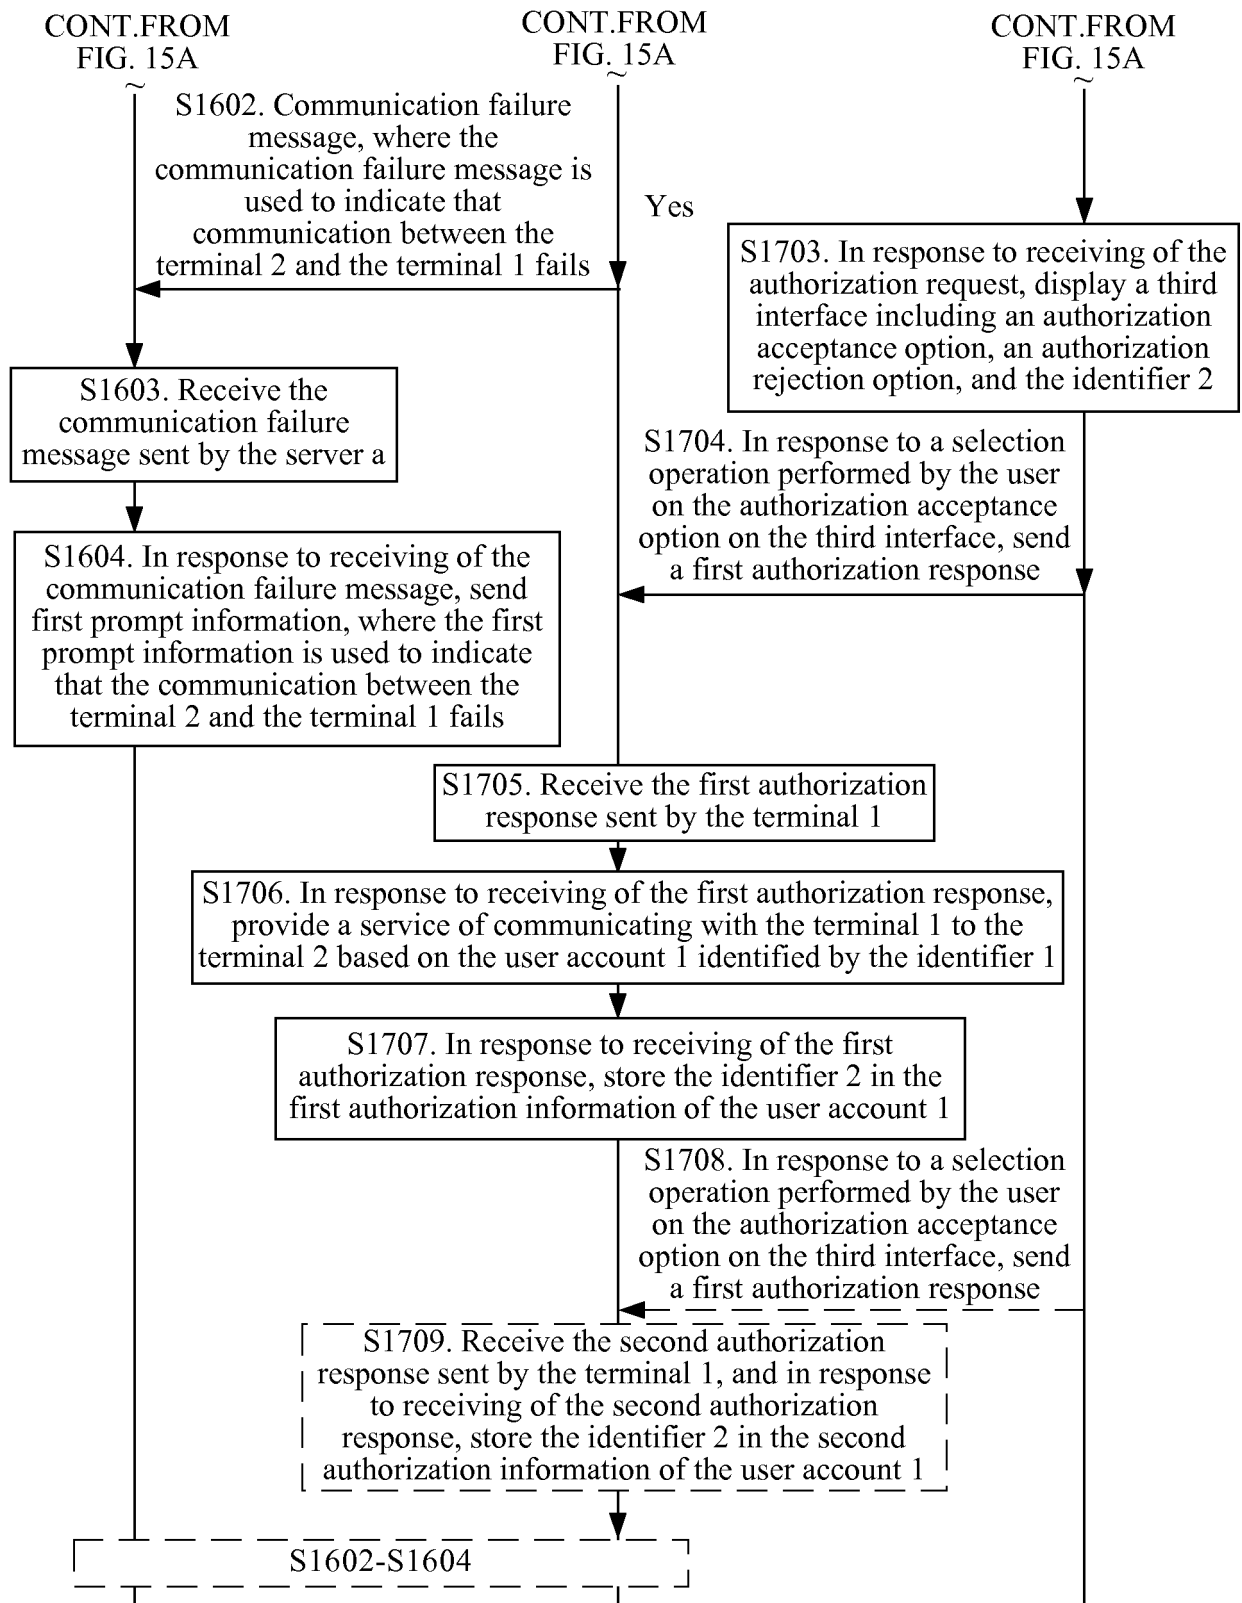 CONT.FROM
FIG. 15A
CONT.FROM
FIG. 15A
CONT.FROM
FIG. 15A
S1602. Communication failure
message, where the
communication failure message is
used to indicate that
communication between the
terminal 2 and the terminal 1 fails
Yes
S1703. In response to receiving of the
authorization request, display a third
interface including an authorization
acceptance option, an authorization
rejection option, and the identifier 2
S1603. Receive the
communication failure
message sent by the server a
S1704. In response to a selection
operation performed by the user
on the authorization acceptance
option on the third interface, send
a first authorization response
S1604. In response to receiving of the
communication failure message, send
first prompt information, where the first
prompt information is used to indicate
that the communication between the
terminal 2 and the terminal 1 fails
S1705. Receive the first authorization
response sent by the terminal 1
S1706. In response to receiving of the first authorization response,
provide a service of communicating with the terminal 1 to the
terminal 2 based on the user account 1 identified by the identifier 1
S1707. In response to receiving of the first
authorization response, store the identifier 2 in the
first authorization information of the user account 1
S1708. In response to a selection
operation performed by the user
on the authorization acceptance
option on the third interface, send
a first authorization response
S1709. Receive the second authorization
response sent by the terminal 1, and in response
to receiving of the second authorization
response, store the identifier 2 in the second
authorization information of the user account 1
S1602-S1604